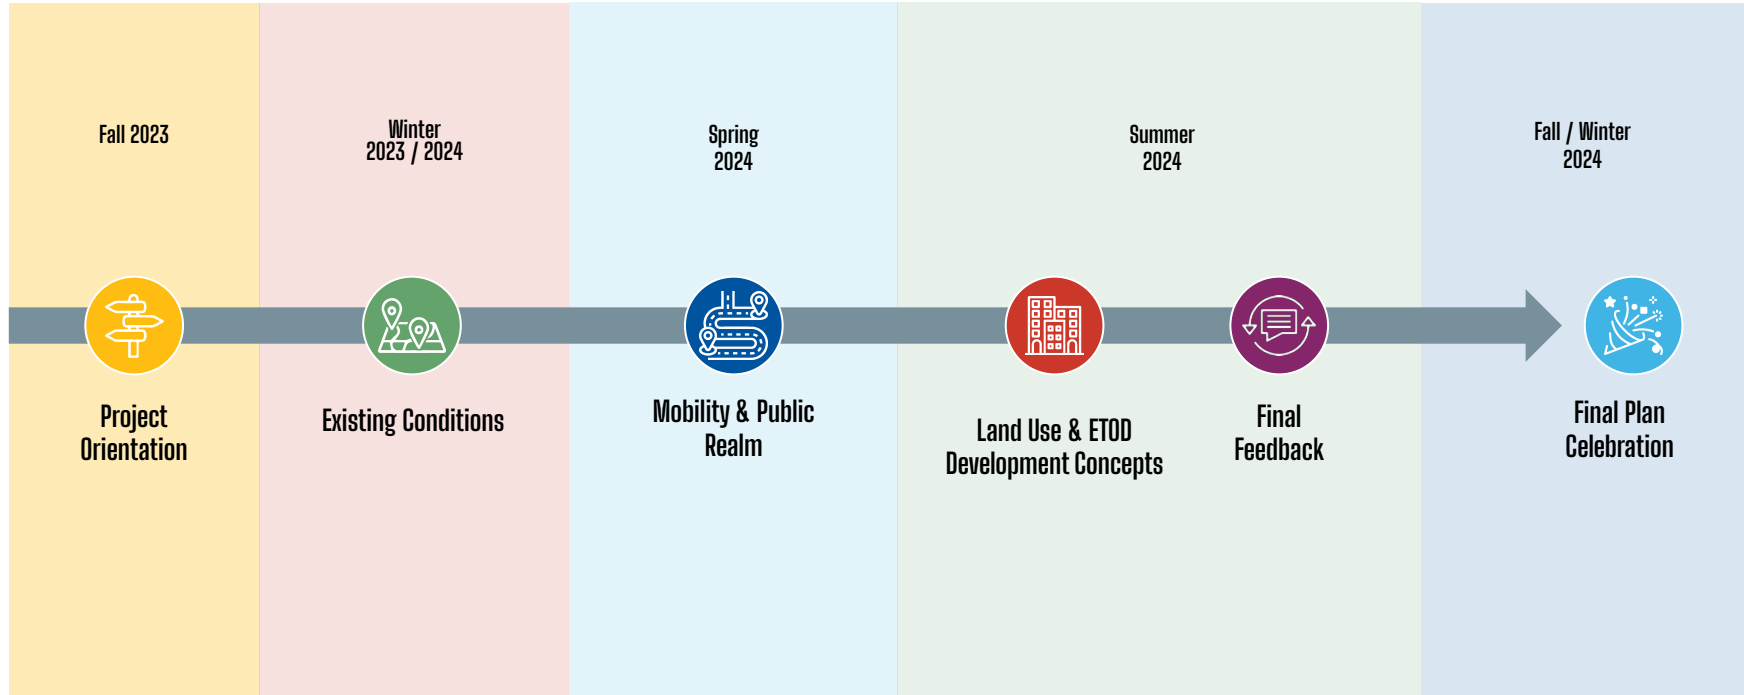 Fall 2023
Winter
2023 / 2024
Spring
2024
Summer
2024
Fall / Winter
2024
Project
Orientation
Existing Conditions
Mobility & Public
Realm
Land Use & ETOD
Development Concepts
Final
Feedback
Final Plan
Celebration